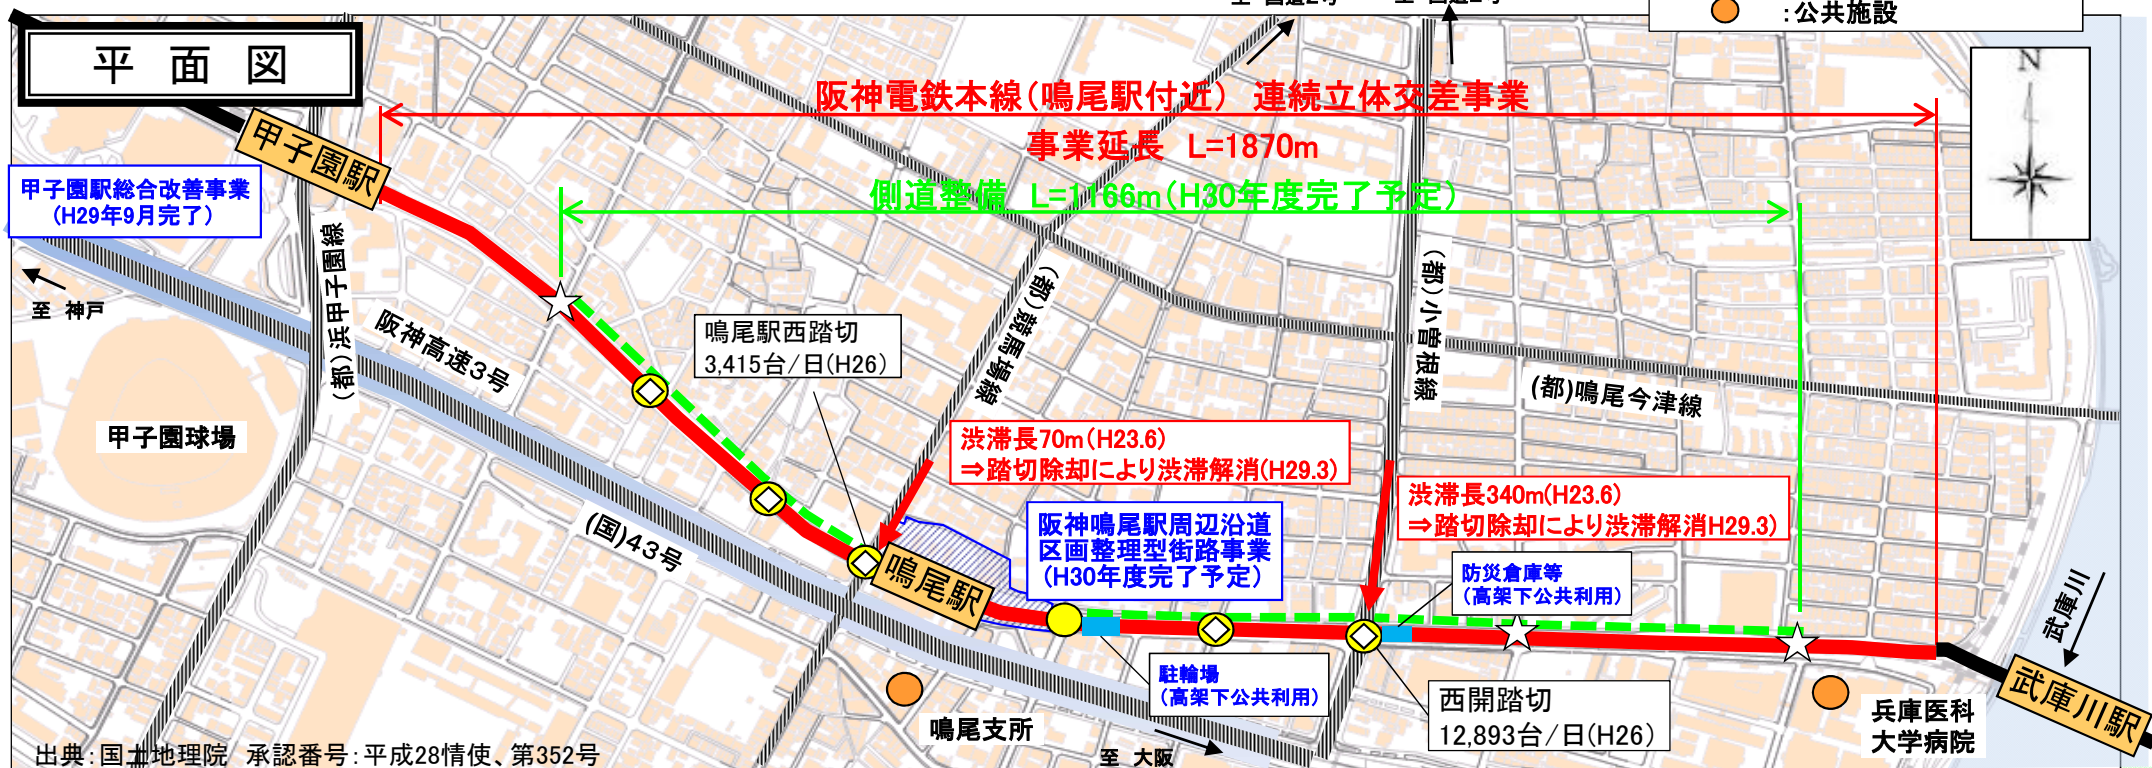 ：公共施設
平 面 図
阪神電鉄本線（鳴尾駅付近） 連続立体交差事業
事業延長 L=1870m
側道整備 L=1166m（H30年度完了予定）
N
甲子園駅
甲子園駅総合改善事業
（H29年9月完了）
至 神戸
（都）浜甲子園線
阪神高速3号
甲子園球場
鳴尾駅西踏切
3,415台/日（H26）
（都）競馬場線
（都）小曽根線
（都）鳴尾今津線
渋滞長70m（H23.6）
⇒踏切除却により渋滞解消（H29.3）
渋滞長340m（H23.6）
⇒踏切除却により渋滞解消H29.3）
（国）43号
鳴尾駅
阪神鳴尾駅周辺沿道
区画整理型街路事業
（H30年度完了予定）
防災倉庫等
（高架下公共利用）
駐輪場
（高架下公共利用）
西開踏切
12,893台/日（H26）
武庫川
武庫川駅
鳴尾支所
兵庫医科
大学病院
至 大阪
出典：国土地理院 承認番号：平成28情使、第352号